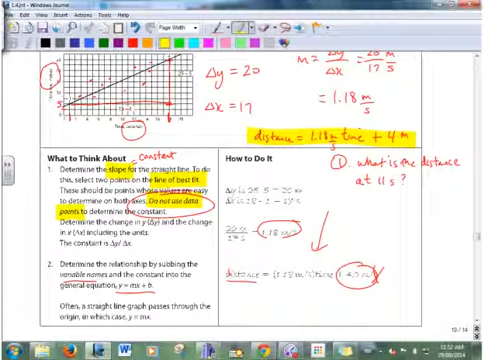 1.4.jnt - Windows Journal
File Edit View Insert Actions Tools Help
Page Width
Δy = 20
Δx = 17
m = Δy/Δx = 20/17 m/s
= 1.18 m/s
distance = 1.18 m/s time + 4 m
What to Think About
= constant
How to Do It
1. Determine the slope for the straight line. To do
this, select two points on the line of best fit.
These should be points whose values are easy
to determine on both axes. Do not use data
points to determine the constant.
Determine the change in y (Δy) and the change
in x (Δx) including the units.
The constant is Δy/Δx.
2. Determine the relationship by subbing the
variable names and the constant into the
general equation, y = mx + b.
Often, a straight line graph passes through the
origin, in which case, y = mx.
20 m
17 s
1.18 m/s
distance = (1.18 m/s)time
① what is the distance
at 11 s?
10 / 14
11:52 AM